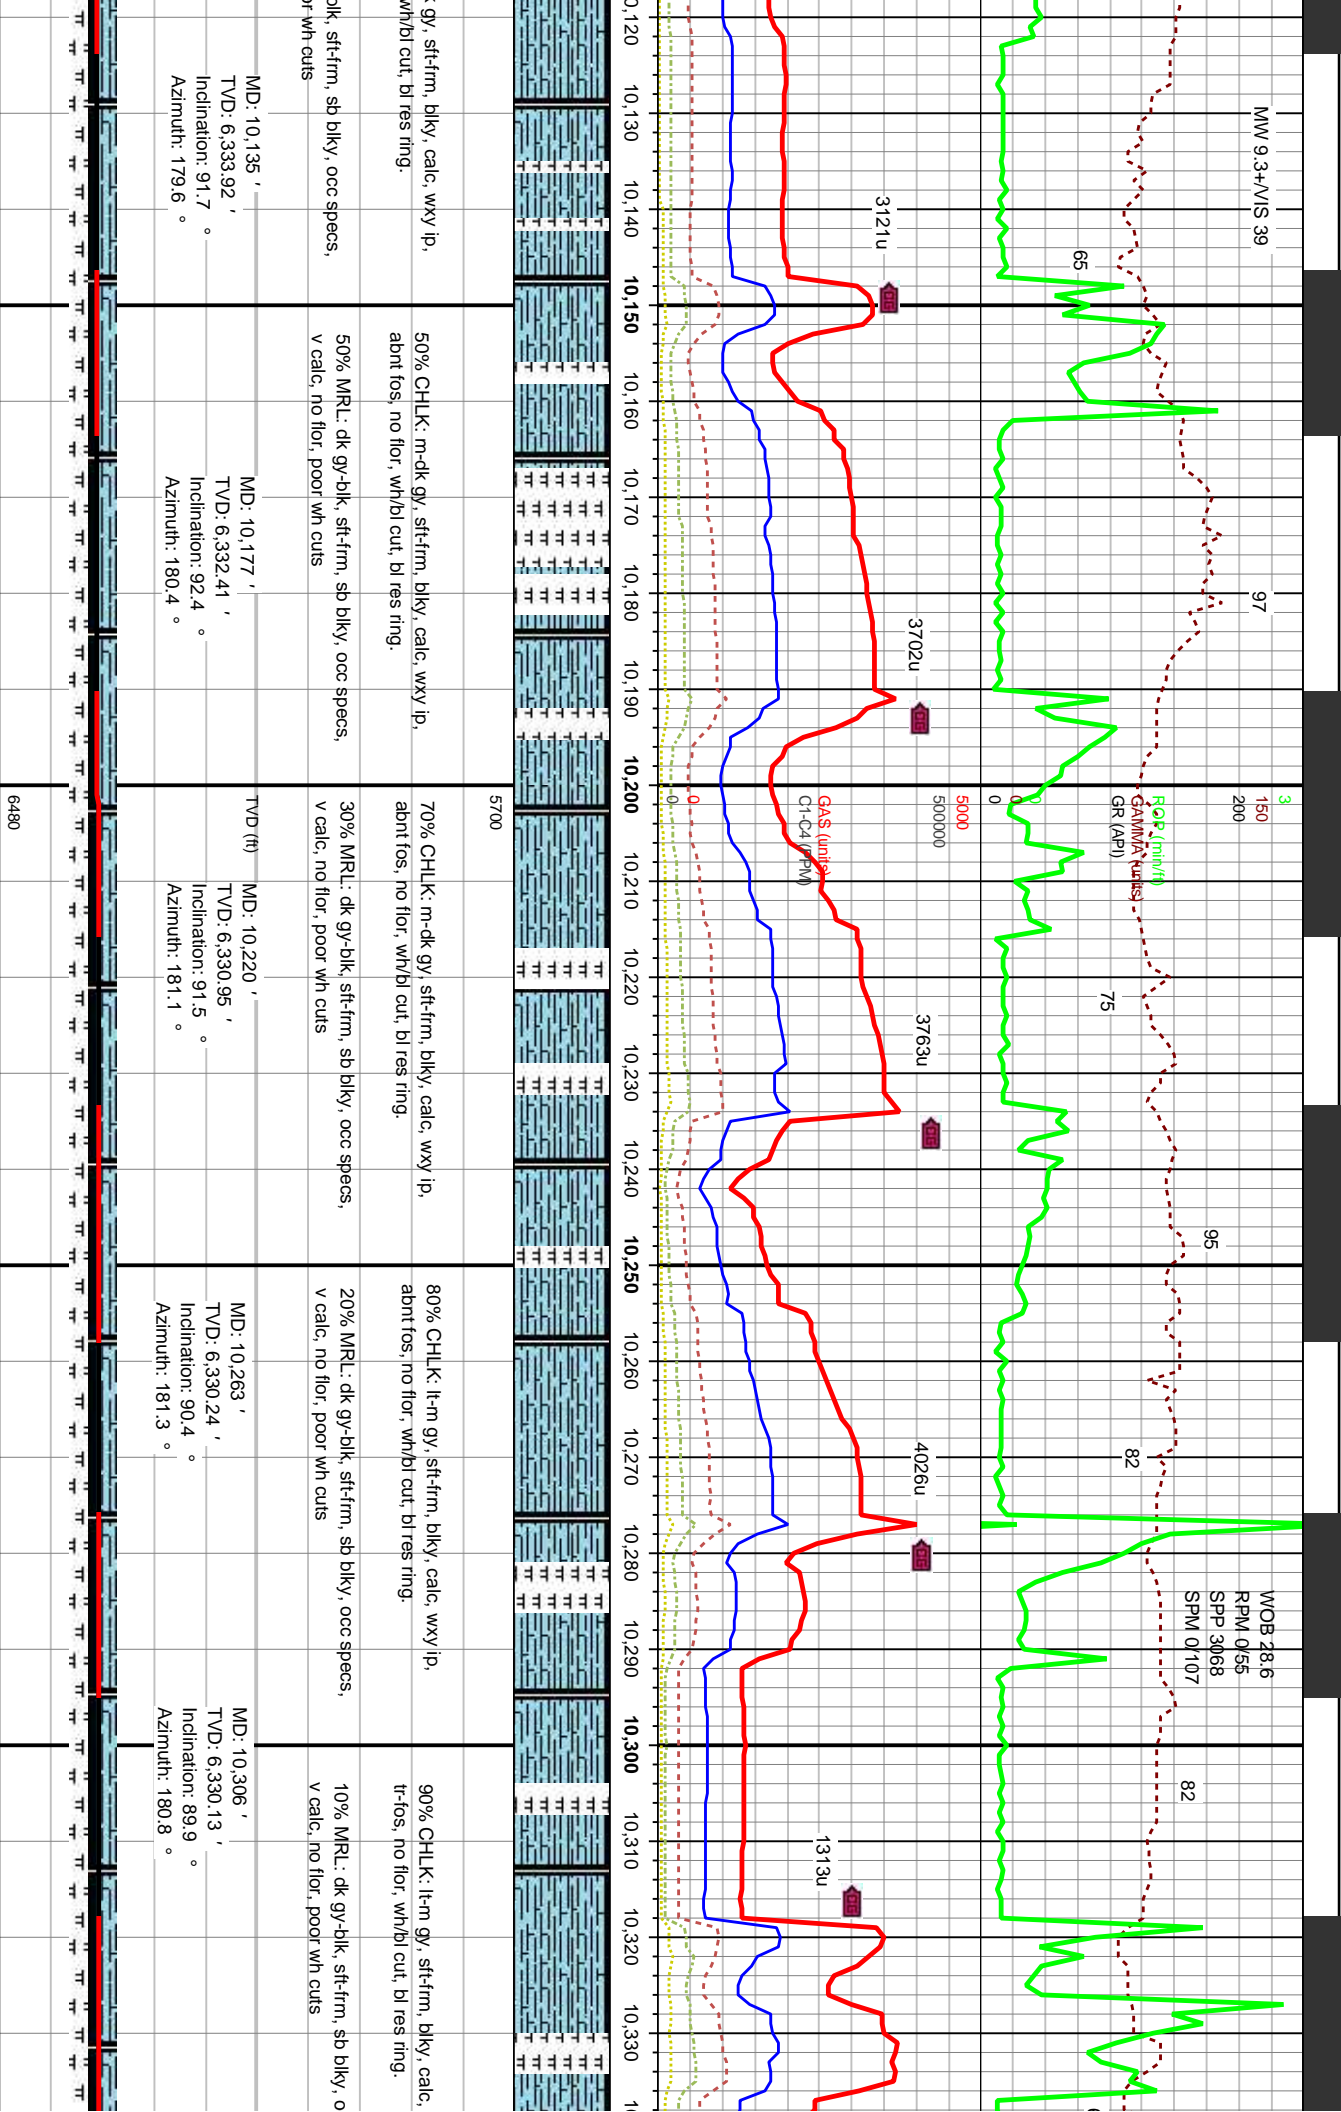 MW 9.3+/VIS 39
65
97
75
95
82
82
WOB 28.6
RPM 0/55
SPP 3068
SPM 0/107
3
150
200
ROP (min/ft)
GAMMA (units)
GR (API)
0
0
0
5000
500000
GAS (units)
C1-C4 (PPM)
0
0
3121u
3702u
3763u
4026u
1313u
10,130
10,140
10,150
10,160
10,170
10,180
10,190
10,200
10,210
10,220
10,230
10,240
10,250
10,260
10,270
10,280
10,290
10,300
10,310
10,320
10,330
gy, sft-frm, blky, calc, wxy ip,
wh/bl cut, bl res ring.
blk, sft-frm, sb blky, occ specs,
or wh cuts
50% CHLK: m-dk gy, sft-frm, blky, calc, wxy ip,
abnt fos, no flor, wh/bl cut, bl res ring.
50% MRL: dk gy-blk, sft-frm, sb blky, occ specs,
v calc, no flor, poor wh cuts
70% CHLK: m-dk gy, sft-frm, blky, calc, wxy ip,
abnt fos, no flor, wh/bl cut, bl res ring.
30% MRL: dk gy-blk, sft-frm, sb blky, occ specs,
v calc, no flor, poor wh cuts
80% CHLK: lt-m gy, sft-frm, blky, calc, wxy ip,
abnt fos, no flor, wh/bl cut, bl res ring.
20% MRL: dk gy-blk, sft-frm, sb blky, occ specs,
v calc, no flor, poor wh cuts
90% CHLK: lt-m gy, sft-frm, blky, calc,
tr-fos, no flor, wh/bl cut, bl res ring.
10% MRL: dk gy-blk, sft-frm, sb blky, o
v calc, no flor, poor wh cuts
MD: 10,135 '
TVD: 6,333.92 '
Inclination: 91.7 °
Azimuth: 179.6 °
MD: 10,177 '
TVD: 6,332.41 '
Inclination: 92.4 °
Azimuth: 180.4 °
MD: 10,220 '
TVD: 6,330.95 '
Inclination: 91.5 °
Azimuth: 181.1 °
MD: 10,263 '
TVD: 6,330.24 '
Inclination: 90.4 °
Azimuth: 181.3 °
MD: 10,306 '
TVD: 6,330.13 '
Inclination: 89.9 °
Azimuth: 180.8 °
5700
TVD (ft)
6480